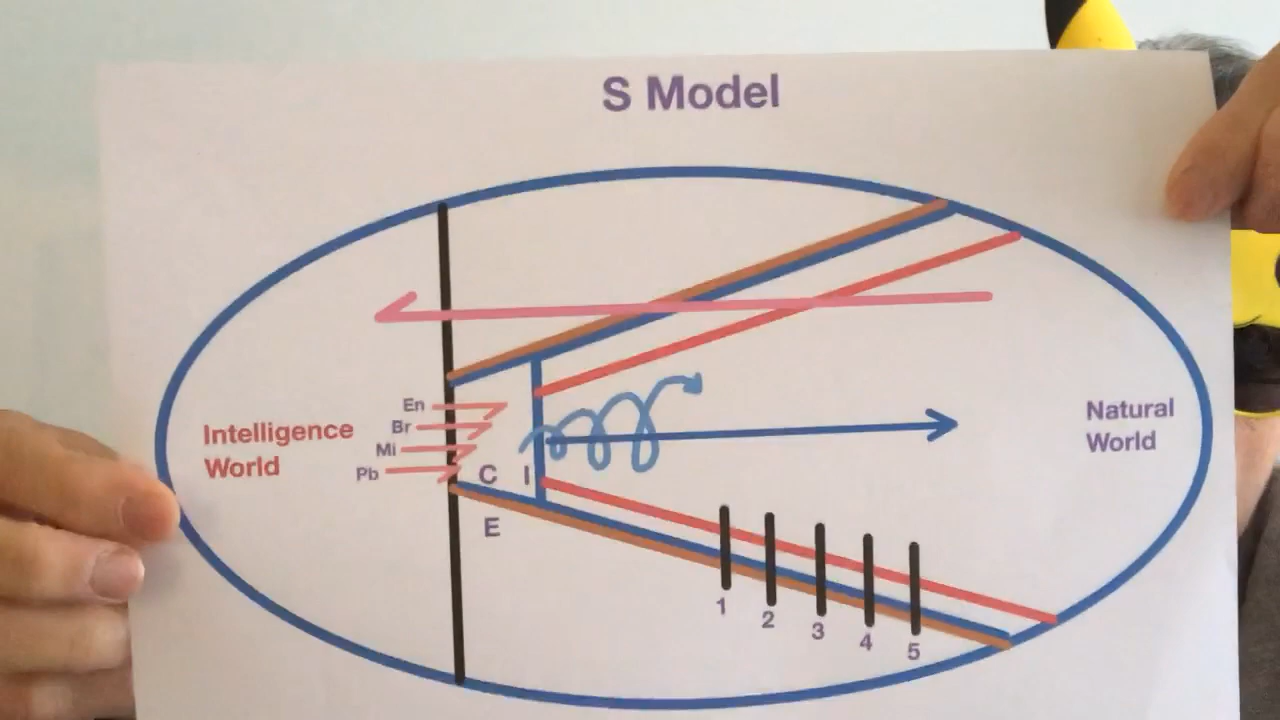 S Model
En
Br
Mi
Pb
Intelligence
World
C
I
E
Natural
World
1
2
3
4
5